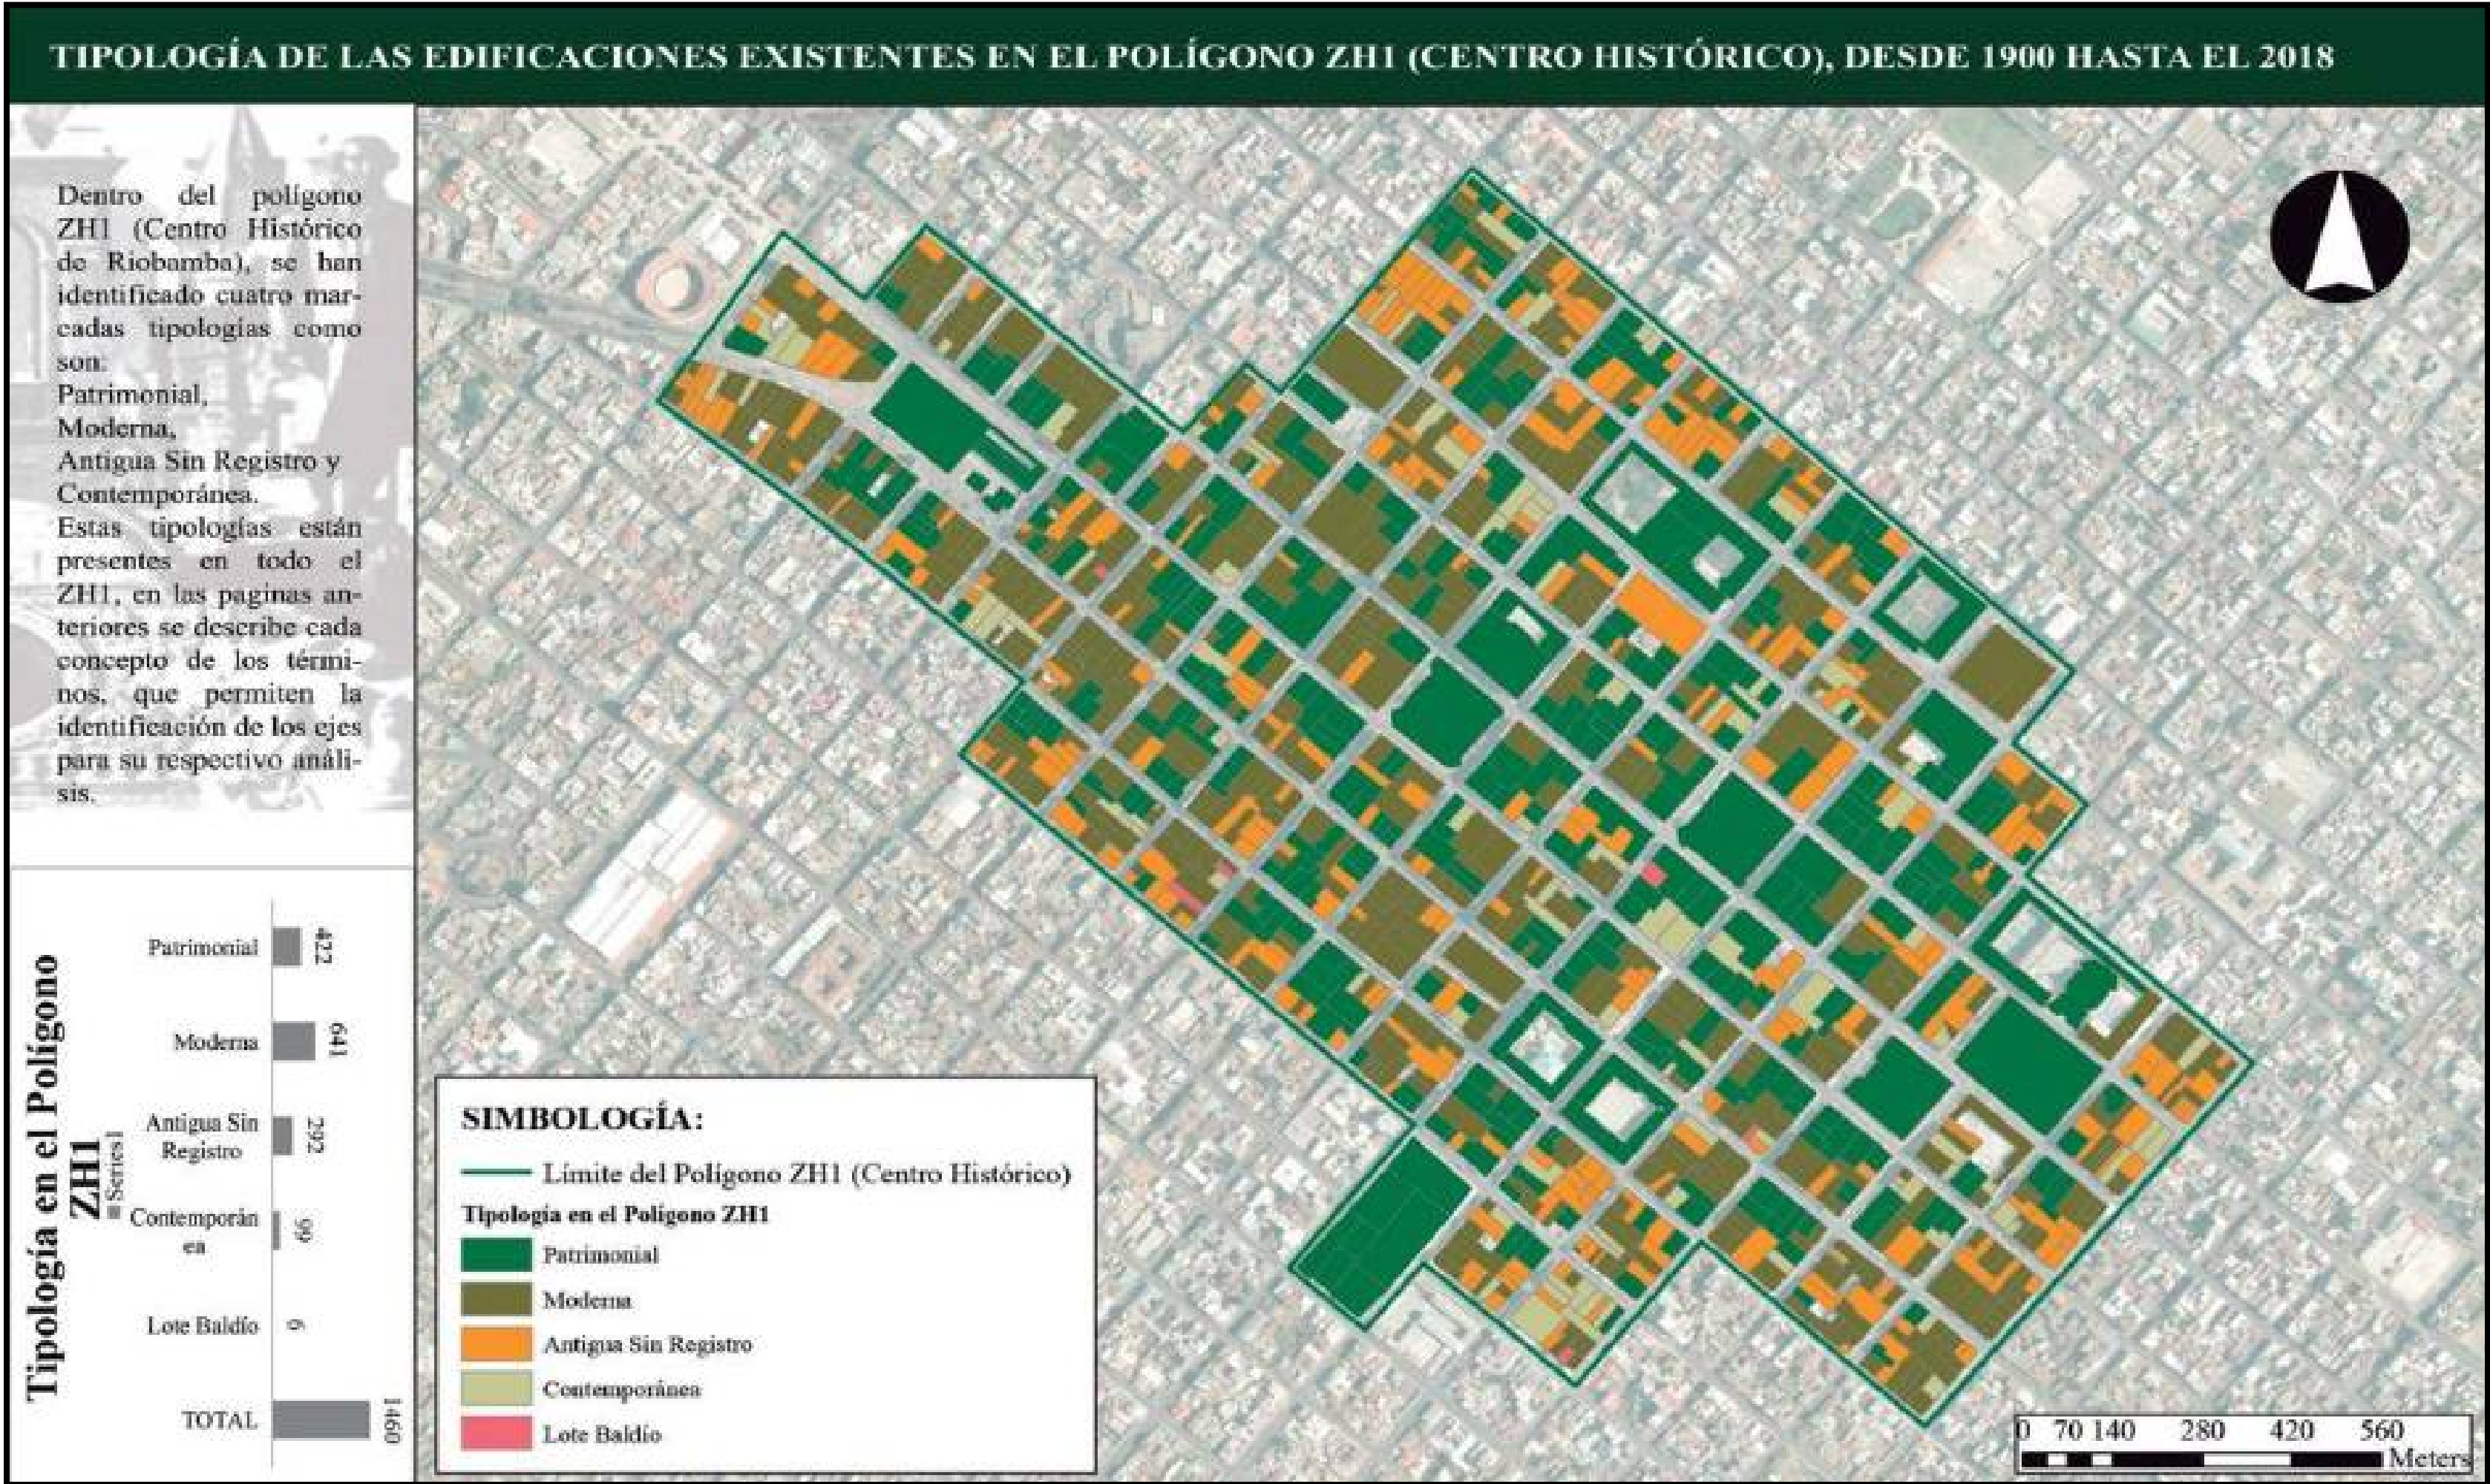 TIPOLOGÍA DE LAS EDIFICACIONES EXISTENTES EN EL POLÍGONO ZH1 (CENTRO HISTÓRICO), DESDE 1900 HASTA EL 2018
Dentro del polígono
ZH1 (Centro Histórico
de Riobamba), se han
identificado cuatro mar-
cadas tipologías como
son:
Patrimonial,
Moderna,
Antigua Sin Registro y
Contemporánea.
Estas tipologías están
presentes en todo el
ZH1, en las paginas an-
teriores se describe cada
concepto de los térmi-
nos, que permiten la
identificación de los ejes
para su respectivo análi-
sis.
Tipología en el Polígono
ZH1
Series1
Patrimonial 422
Moderna 641
Antigua Sin
Registro 292
Contemporán
ea 99
Lote Baldío 6
TOTAL 1460
SIMBOLOGÍA:
Límite del Polígono ZH1 (Centro Histórico)
Tipología en el Polígono ZH1
Patrimonial
Moderna
Antigua Sin Registro
Contemporánea
Lote Baldío
0 70 140 280 420 560
Meters